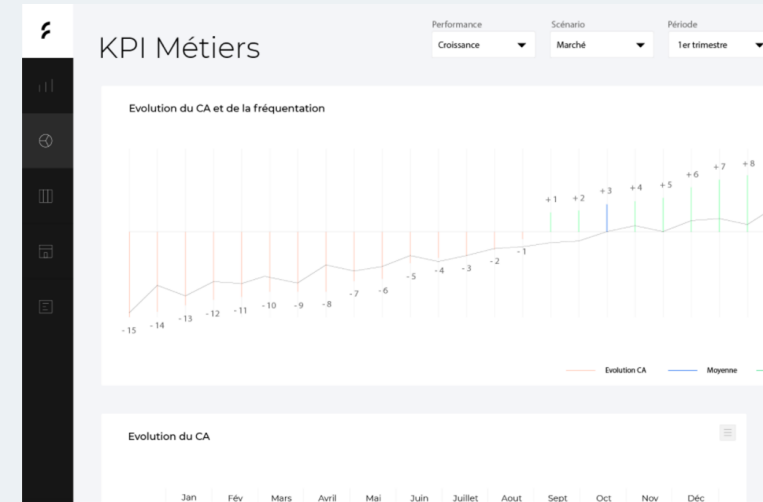 Performance Scénario Période
KPI Métiers Croissance Marché 1er trimestre
Evolution du CA et de la fréquentation
+1 +2 +3 +4 +5 +6 +7 +8
-15 -14 -13 -12 -11 -10 -9 -8 -7 -6 -5 -4 -3 -2 -1
Evolution CA Moyenne
Evolution du CA
Jan Fév Mars Avril Mai Juin Juillet Aout Sept Oct Nov Déc